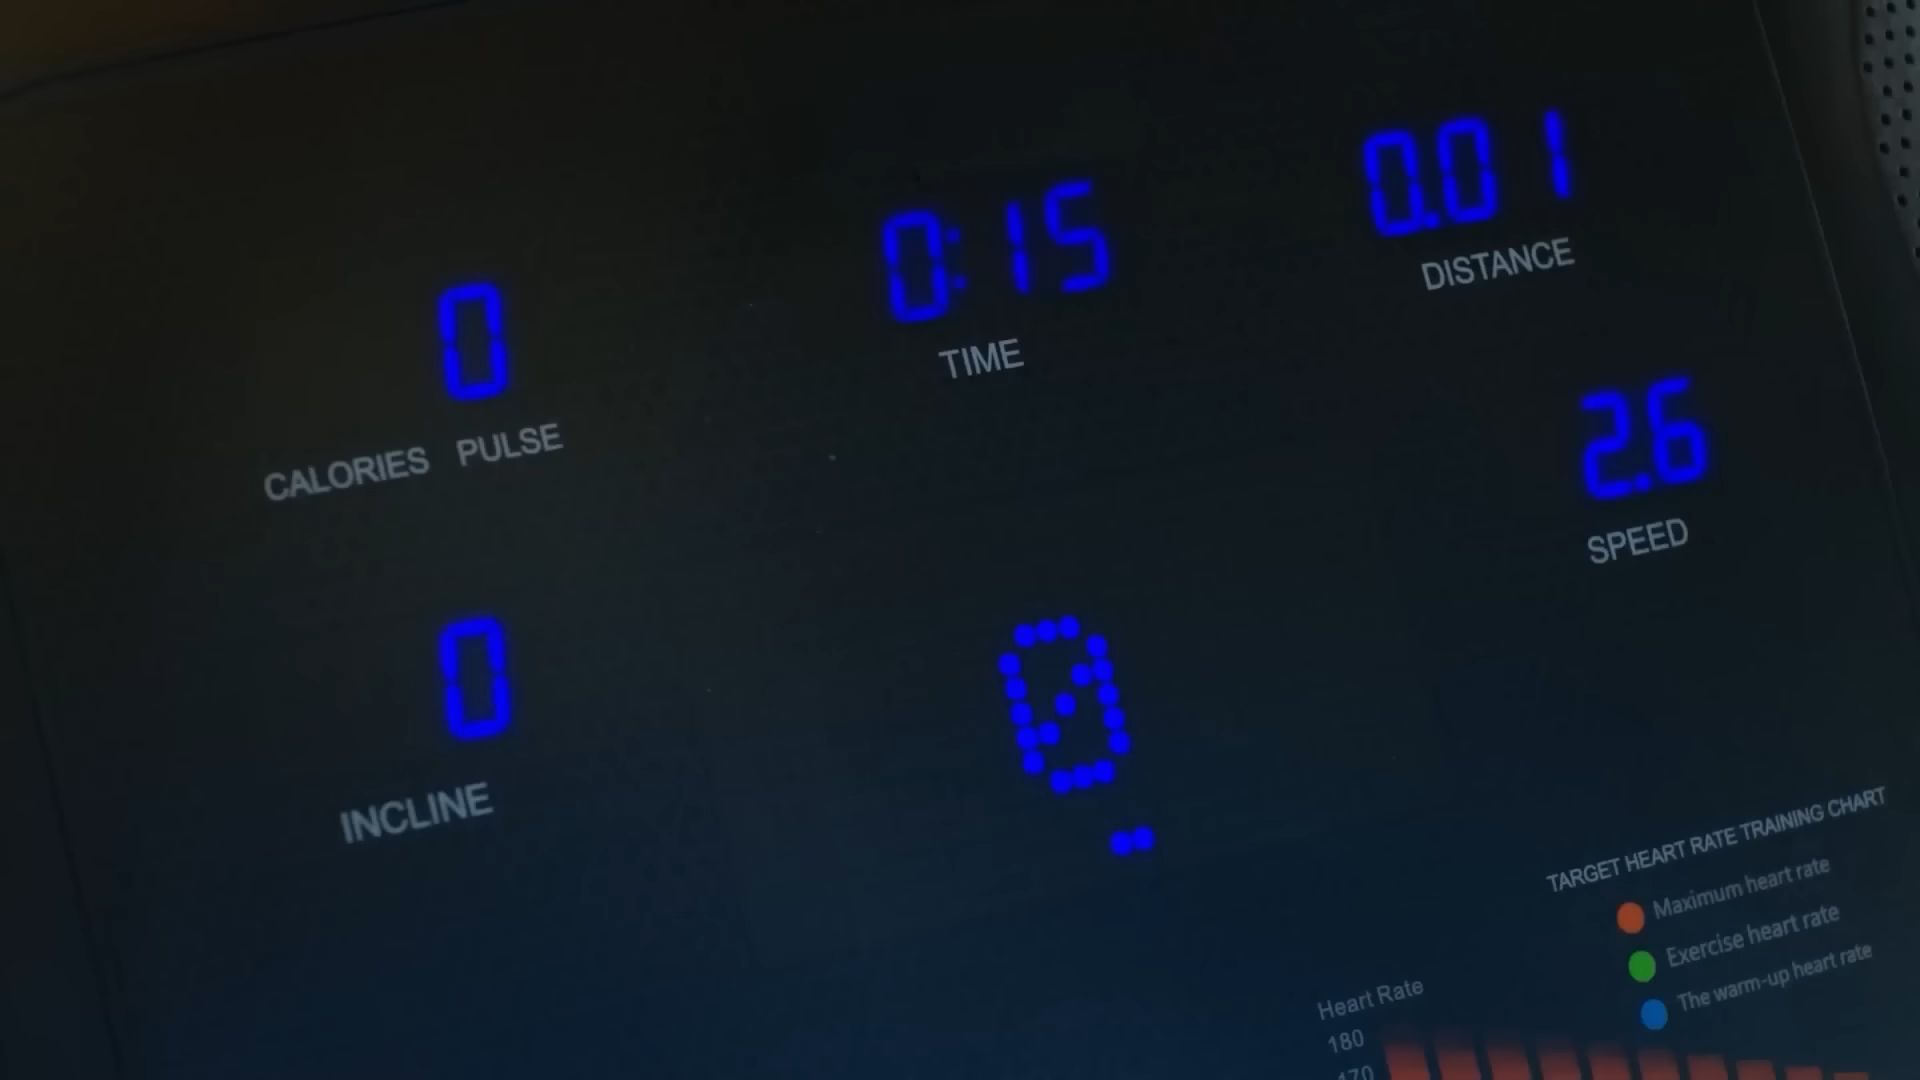 0
CALORIES PULSE
0:15
TIME
0.01
DISTANCE
2.6
SPEED
0
INCLINE
0
TARGET HEART RATE TRAINING CHART
Maximum heart rate
Exercise heart rate
The warm-up heart rate
Heart Rate
180
170